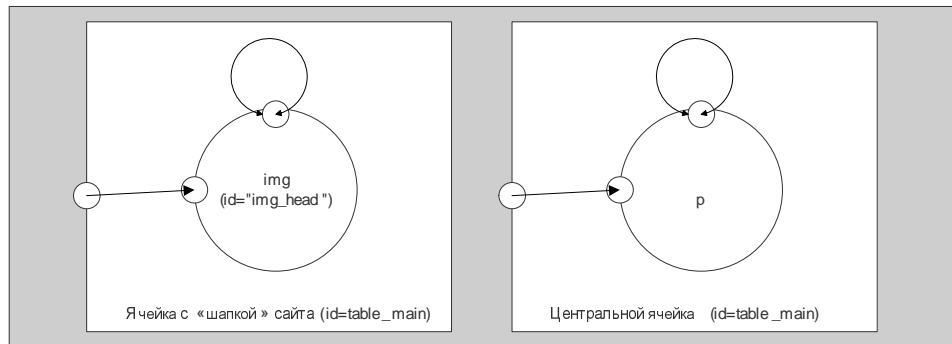 img
(id="img_head")
p
Ячейка с «шапкой» сайта (id=table_main)
Центральной ячейка (id=table_main)